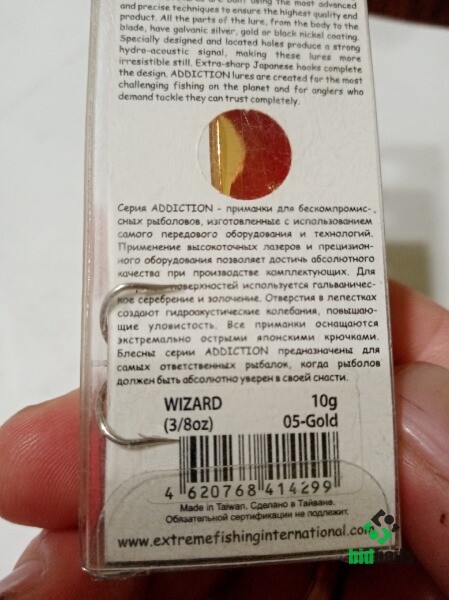 are built using the most advanced
and precise techniques to ensure the highest quality end
product. All the parts of the lure, from the body to the
blade, have galvanic silver, gold or black nickel coating.
Specially designed and located holes produce a strong
hydro-acoustic signal, making these lures more
irresistible still. Extra-sharp Japanese hooks complete
the design. ADDICTION lures are created for the most
challenging fishing on the planet and for anglers who
demand tackle they can trust completely.
Серия ADDICTION - приманки для бескомпромис-
сных рыболовов, изготовленные с использованием
самого передового оборудования и технологий.
Применение высокоточных лазеров и прецизион-
ного оборудования позволяет достичь абсолютного
качества при производстве комплектующих. Для
поверхностей используется гальваничес-
кое серебрение и золочение. Отверстия в лепестках
создают гидроакустические колебания, повышаю-
щие уловистость. Все приманки оснащаются
экстремально острыми японскими крючками.
Блесны серии ADDICTION предназначены для
самых ответственных рыбалок, когда рыболов
должен быть абсолютно уверен в своей снасти.
WIZARD 10g
(3/8oz) 05-Gold
4 620768 414299
Made in Taiwan. Сделано в Тайване.
Обязательной сертификации не подлежит.
www.extremefishinginternational.com